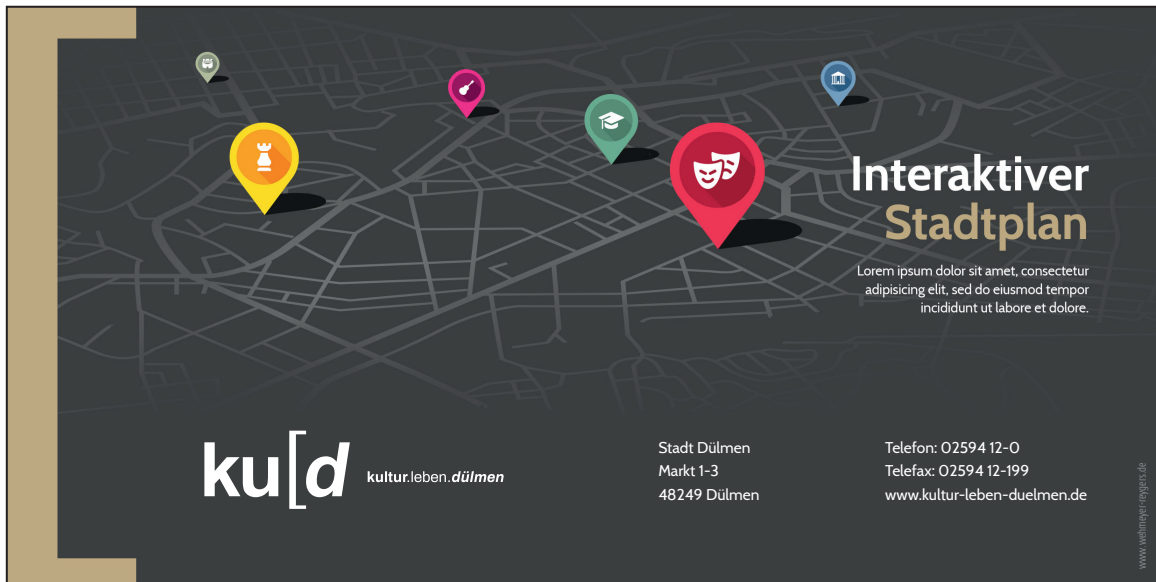 Interaktiver
Stadtplan
Lorem ipsum dolor sit amet, consectetur
adipisicing elit, sed do eiusmod tempor
incididunt ut labore et dolore.
ku[d
kultur.leben.dülmen
Stadt Dülmen
Markt 1-3
48249 Dülmen
Telefon: 02594 12-0
Telefax: 02594 12-199
www.kultur-leben-duelmen.de
www.wehmeyer-reygers.de